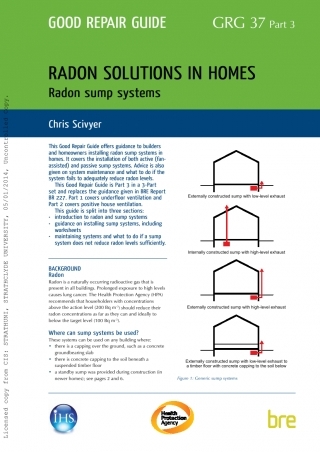 GOOD REPAIR GUIDE
GRG 37 Part 3
RADON SOLUTIONS IN HOMES
Radon sump systems
Chris Scivyer
This Good Repair Guide offers guidance to builders
and homeowners installing radon sump systems in
homes. It covers the installation of both active (fan-
assisted) and passive sump systems. Advice is also
given on system maintenance and what to do if the
system fails to adequately reduce radon levels.
This Good Repair Guide is Part 3 in a 3-Part
set and replaces the guidance given in BRE Report
BR 227. Part 1 covers underfloor ventilation and
Part 2 covers positive house ventilation.
This guide is split into three sections:
• introduction to radon and sump systems
• guidance on installing sump systems, including
worksheets
• maintaining systems and what to do if a sump
system does not reduce radon levels sufficiently.
BACKGROUND
Radon
Radon is a naturally occurring radioactive gas that is
present in all buildings. Prolonged exposure to high levels
causes lung cancer. The Health Protection Agency (HPA)
recommends that householders with concentrations
above the action level (200 Bq m⁻³) should reduce their
radon concentrations as far as they can and ideally to
below the target level (100 Bq m⁻³).
Where can sump systems be used?
These systems can be used on any building where:
• there is a capping over the ground, such as a concrete
groundbearing slab
• there is concrete capping to the soil beneath a
suspended timber floor
• a standby sump was provided during construction (in
newer homes); see pages 2 and 6.
Externally constructed sump with low-level exhaust
Internally constructed sump with high-level exhaust
Externally constructed sump with high-level exhaust
Externally constructed sump with low-level exhaust to
a timber floor with concrete capping to the soil below
Figure 1: Generic sump systems
IHS
Health
Protection
Agency
bre
Licensed copy from CIS: STRATHUNI, STRATHCLYDE UNIVERSITY, 05/01/2014, Uncontrolled Copy.